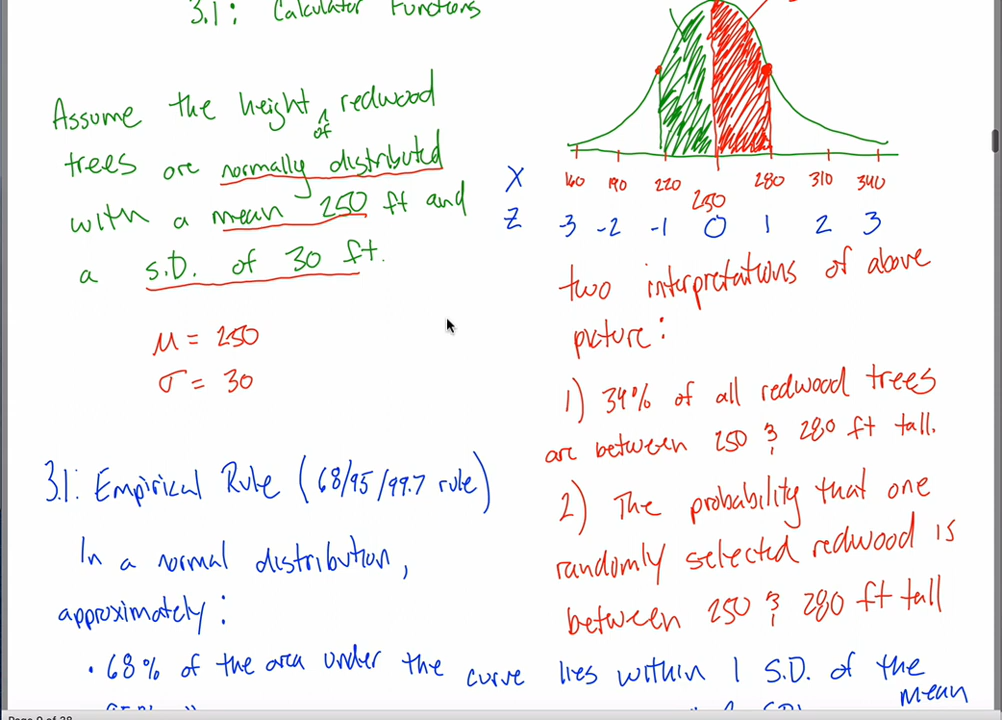 3.1: Calculator Functions
Assume the height of redwood
trees are normally distributed
with a mean 250 ft and
a S.D. of 30 ft.
μ = 250
σ = 30
3.1: Empirical Rule (68/95/99.7 rule)
In a normal distribution,
approximately:
X 160 190 220 250 280 310 340
Z -3 -2 -1 0 1 2 3
two interpretations of above
picture:
1) 34% of all redwood trees
are between 250 & 280 ft tall.
2) The probability that one
randomly selected redwood is
between 250 & 280 ft tall
• 68% of the area under the curve lies within 1 S.D. of the
mean